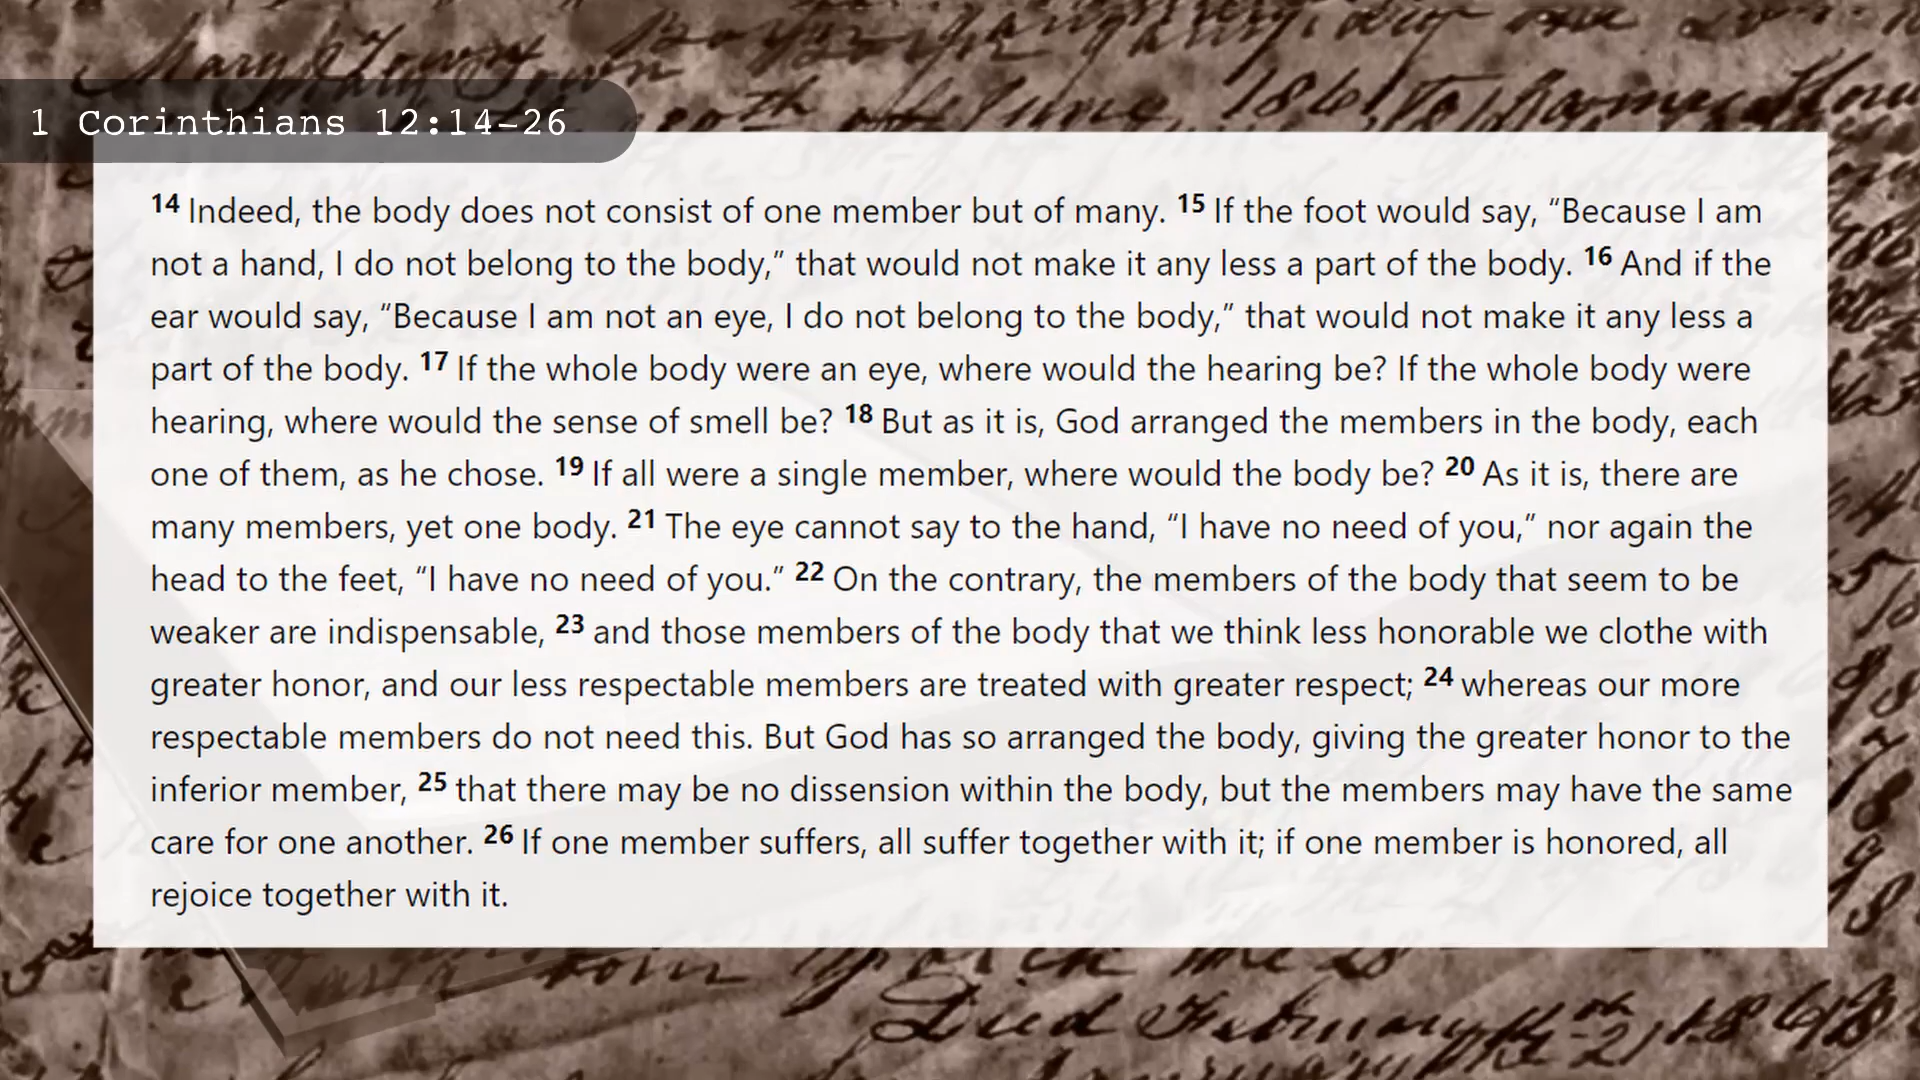 Mary Town
1 Corinthians 12:14-26
14 Indeed, the body does not consist of one member but of many. 15 If the foot would say, “Because I am
not a hand, I do not belong to the body,” that would not make it any less a part of the body. 16 And if the
ear would say, “Because I am not an eye, I do not belong to the body,” that would not make it any less a
part of the body. 17 If the whole body were an eye, where would the hearing be? If the whole body were
hearing, where would the sense of smell be? 18 But as it is, God arranged the members in the body, each
one of them, as he chose. 19 If all were a single member, where would the body be? 20 As it is, there are
many members, yet one body. 21 The eye cannot say to the hand, “I have no need of you,” nor again the
head to the feet, “I have no need of you.” 22 On the contrary, the members of the body that seem to be
weaker are indispensable, 23 and those members of the body that we think less honorable we clothe with
greater honor, and our less respectable members are treated with greater respect; 24 whereas our more
respectable members do not need this. But God has so arranged the body, giving the greater honor to the
inferior member, 25 that there may be no dissension within the body, but the members may have the same
care for one another. 26 If one member suffers, all suffer together with it; if one member is honored, all
rejoice together with it.
Died February